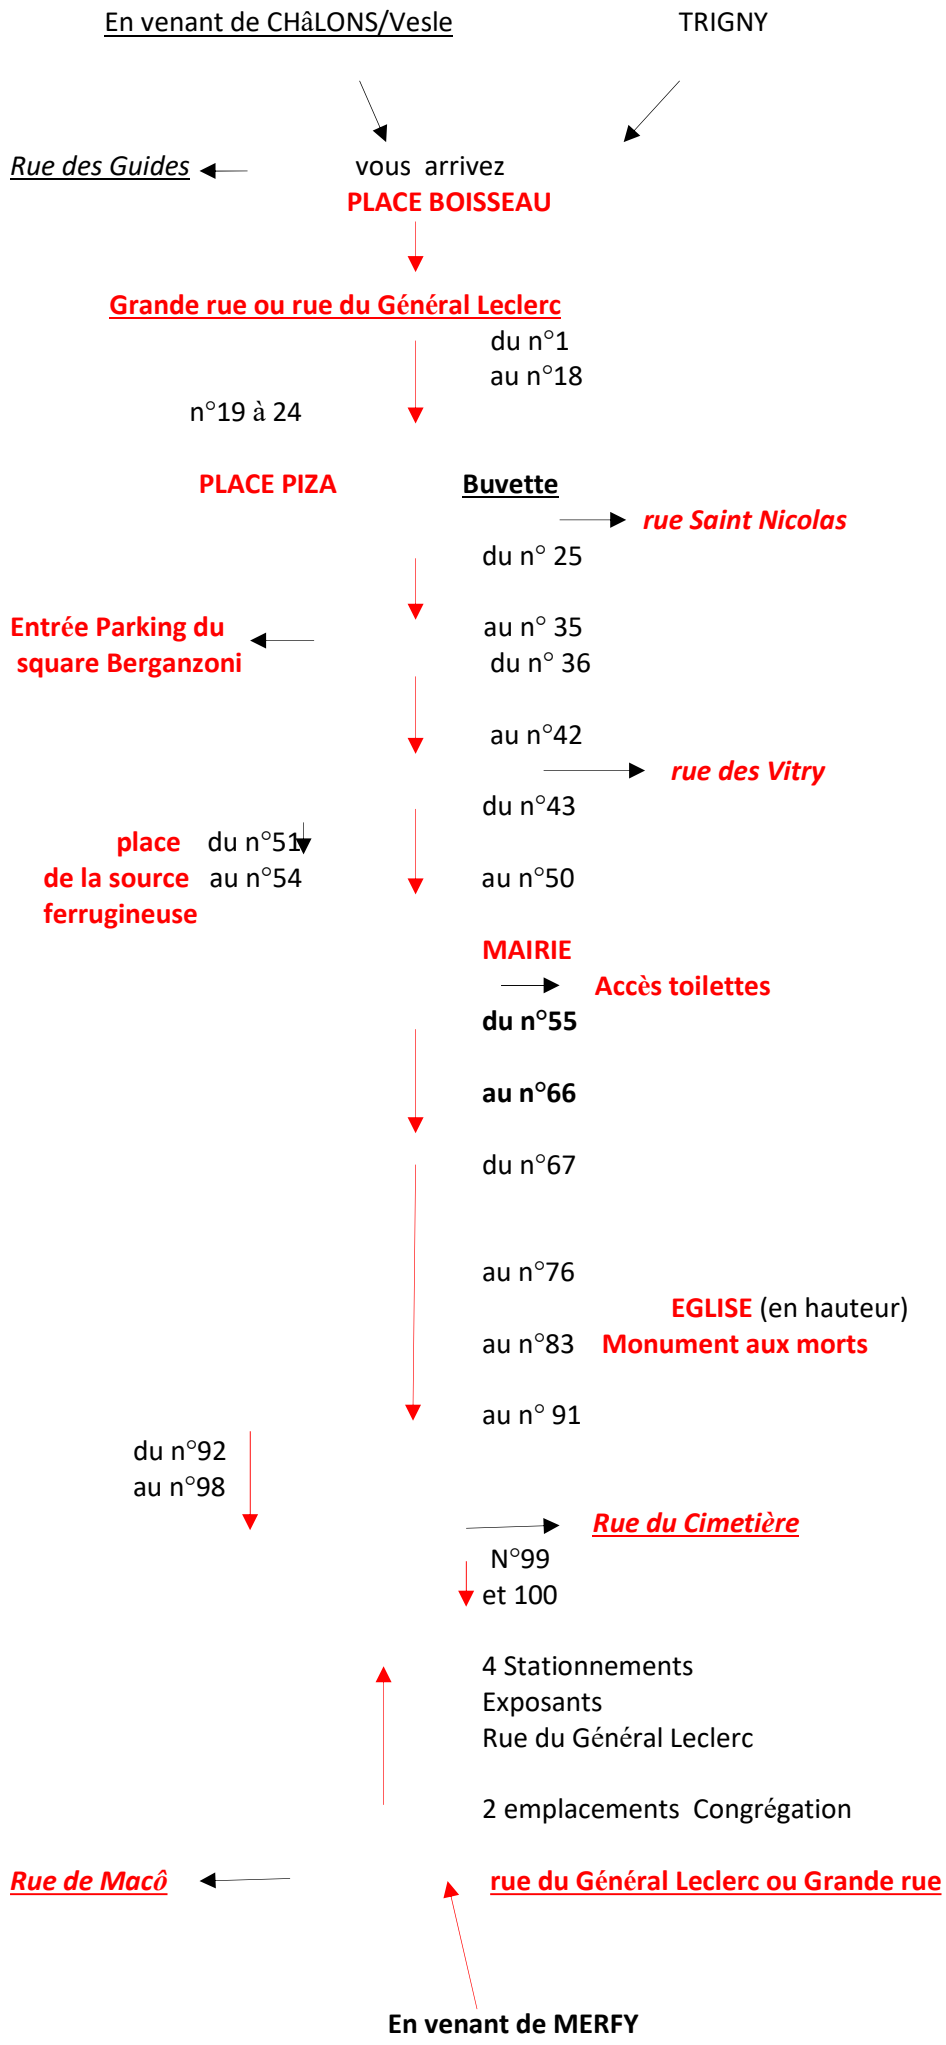 En venant de CHâLONS/Vesle TRIGNY
Rue des Guides vous arrivez
PLACE BOISSEAU
Grande rue ou rue du Général Leclerc
du n°1
au n°18
n°19 à 24
PLACE PIZA Buvette
rue Saint Nicolas
du n° 25
Entrée Parking du au n° 35
square Berganzoni du n° 36
au n°42
rue des Vitry
du n°43
place du n°51
de la source au n°54 au n°50
ferrugineuse
MAIRIE
Accès toilettes
du n°55
au n°66
du n°67
au n°76
EGLISE (en hauteur)
au n°83 Monument aux morts
au n° 91
du n°92
au n°98
Rue du Cimetière
N°99
et 100
4 Stationnements
Exposants
Rue du Général Leclerc
2 emplacements Congrégation
Rue de Macô rue du Général Leclerc ou Grande rue
En venant de MERFY